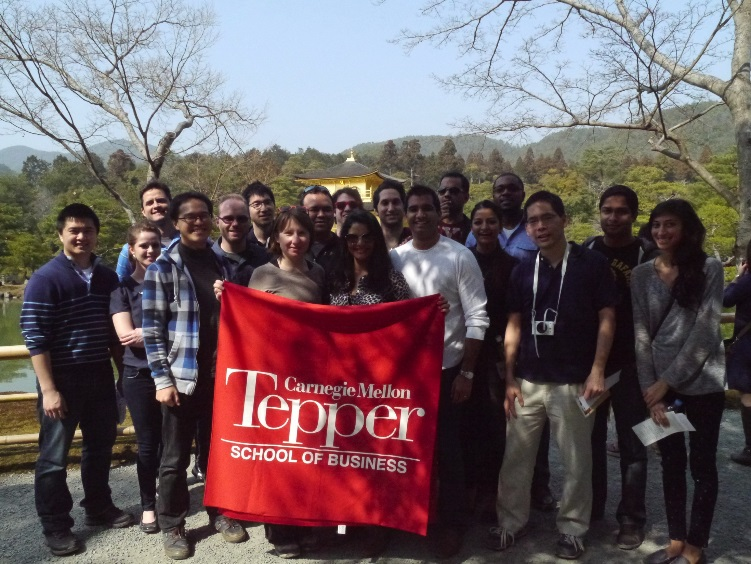 Carnegie Mellon
Tepper
SCHOOL OF BUSINESS